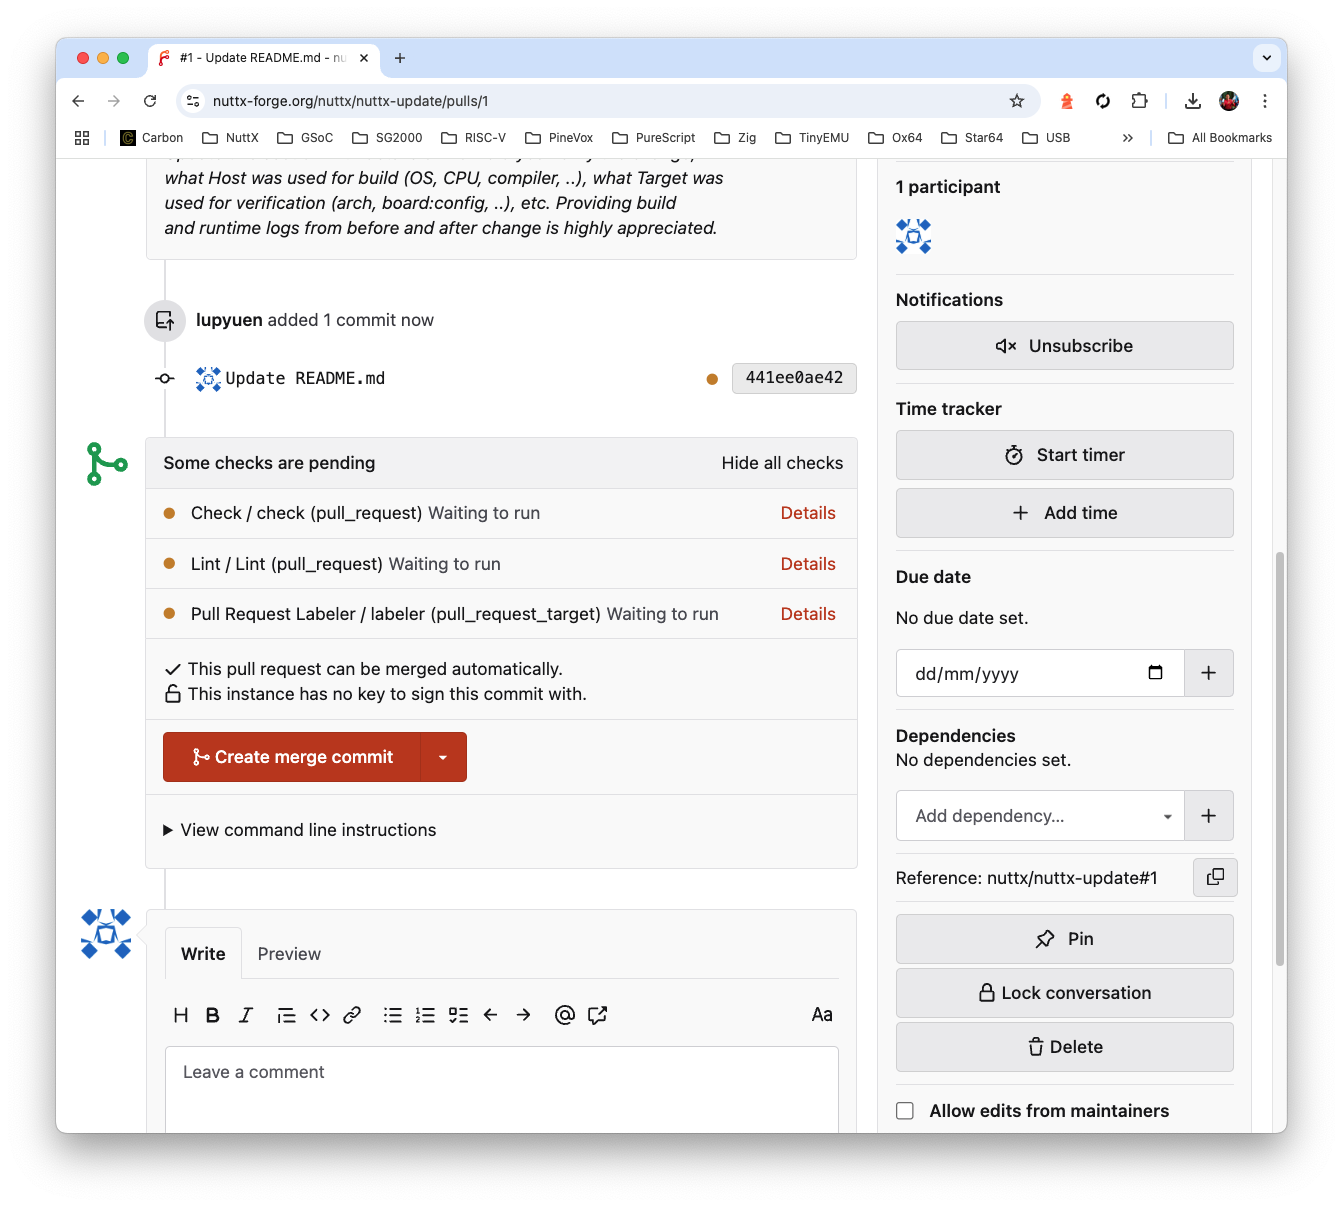 #1 - Update README.md - nu
nuttx-forge.org/nuttx/nuttx-update/pulls/1
Carbon NuttX GSoC SG2000 RISC-V PineVox PureScript Zig TinyEMU Ox64 Star64 USB » All Bookmarks
what Host was used for build (OS, CPU, compiler, ..), what Target was
used for verification (arch, board:config, ..), etc. Providing build
and runtime logs from before and after change is highly appreciated.
lupyuen added 1 commit now
Update README.md 441ee0ae42
Some checks are pending Hide all checks
Check / check (pull_request) Waiting to run Details
Lint / Lint (pull_request) Waiting to run Details
Pull Request Labeler / labeler (pull_request_target) Waiting to run Details
This pull request can be merged automatically.
This instance has no key to sign this commit with.
Create merge commit
View command line instructions
Write Preview
H B I Aa
Leave a comment
1 participant
Notifications
Unsubscribe
Time tracker
Start timer
Add time
Due date
No due date set.
dd/mm/yyyy
Dependencies
No dependencies set.
Add dependency...
Reference: nuttx/nuttx-update#1
Pin
Lock conversation
Delete
Allow edits from maintainers